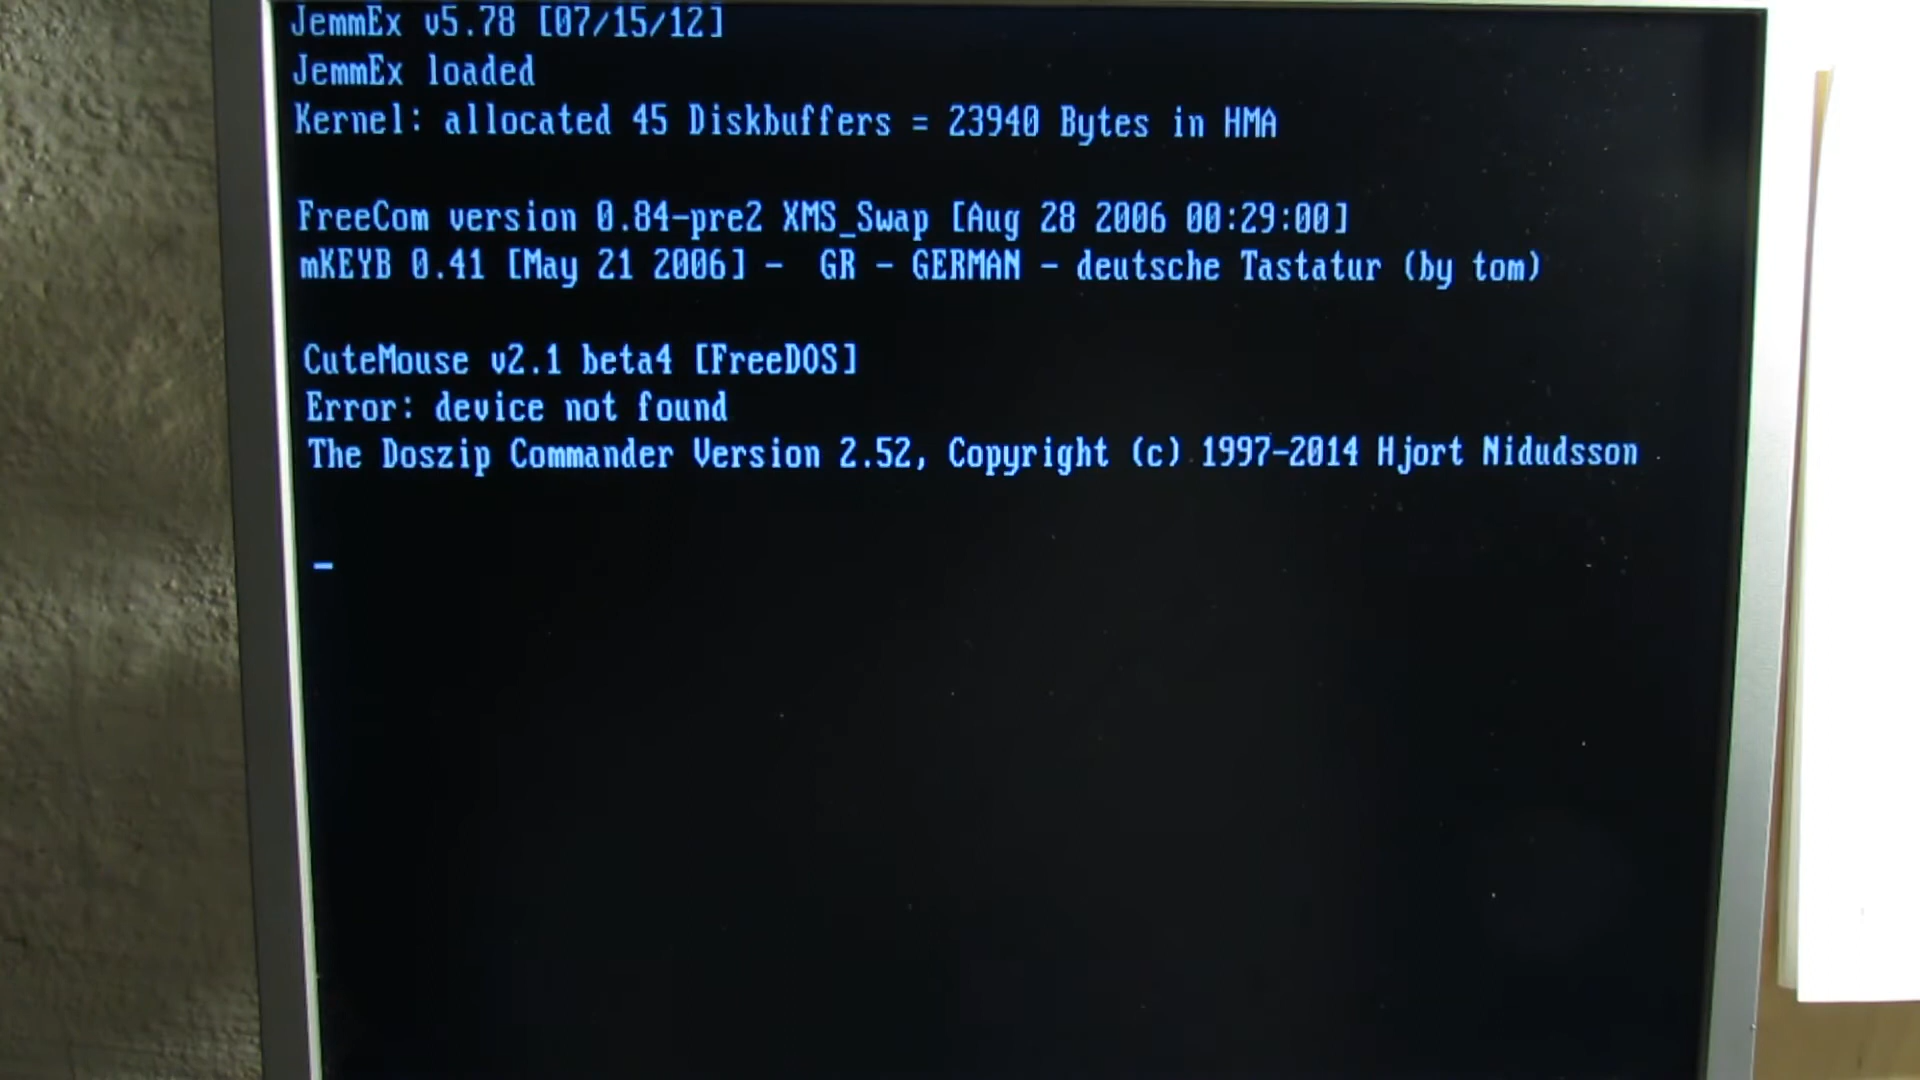 JemmEx v5.78 [07/15/12]
JemmEx loaded
Kernel: allocated 45 Diskbuffers = 23940 Bytes in HMA
FreeCom version 0.84-pre2 XMS_Swap [Aug 28 2006 00:29:00]
mKEYB 0.41 [May 21 2006] -  GR - GERMAN - deutsche Tastatur (by tom)
CuteMouse v2.1 beta4 [FreeDOS]
Error: device not found
The Doszip Commander Version 2.52, Copyright (c) 1997-2014 Hjort Nidudsson